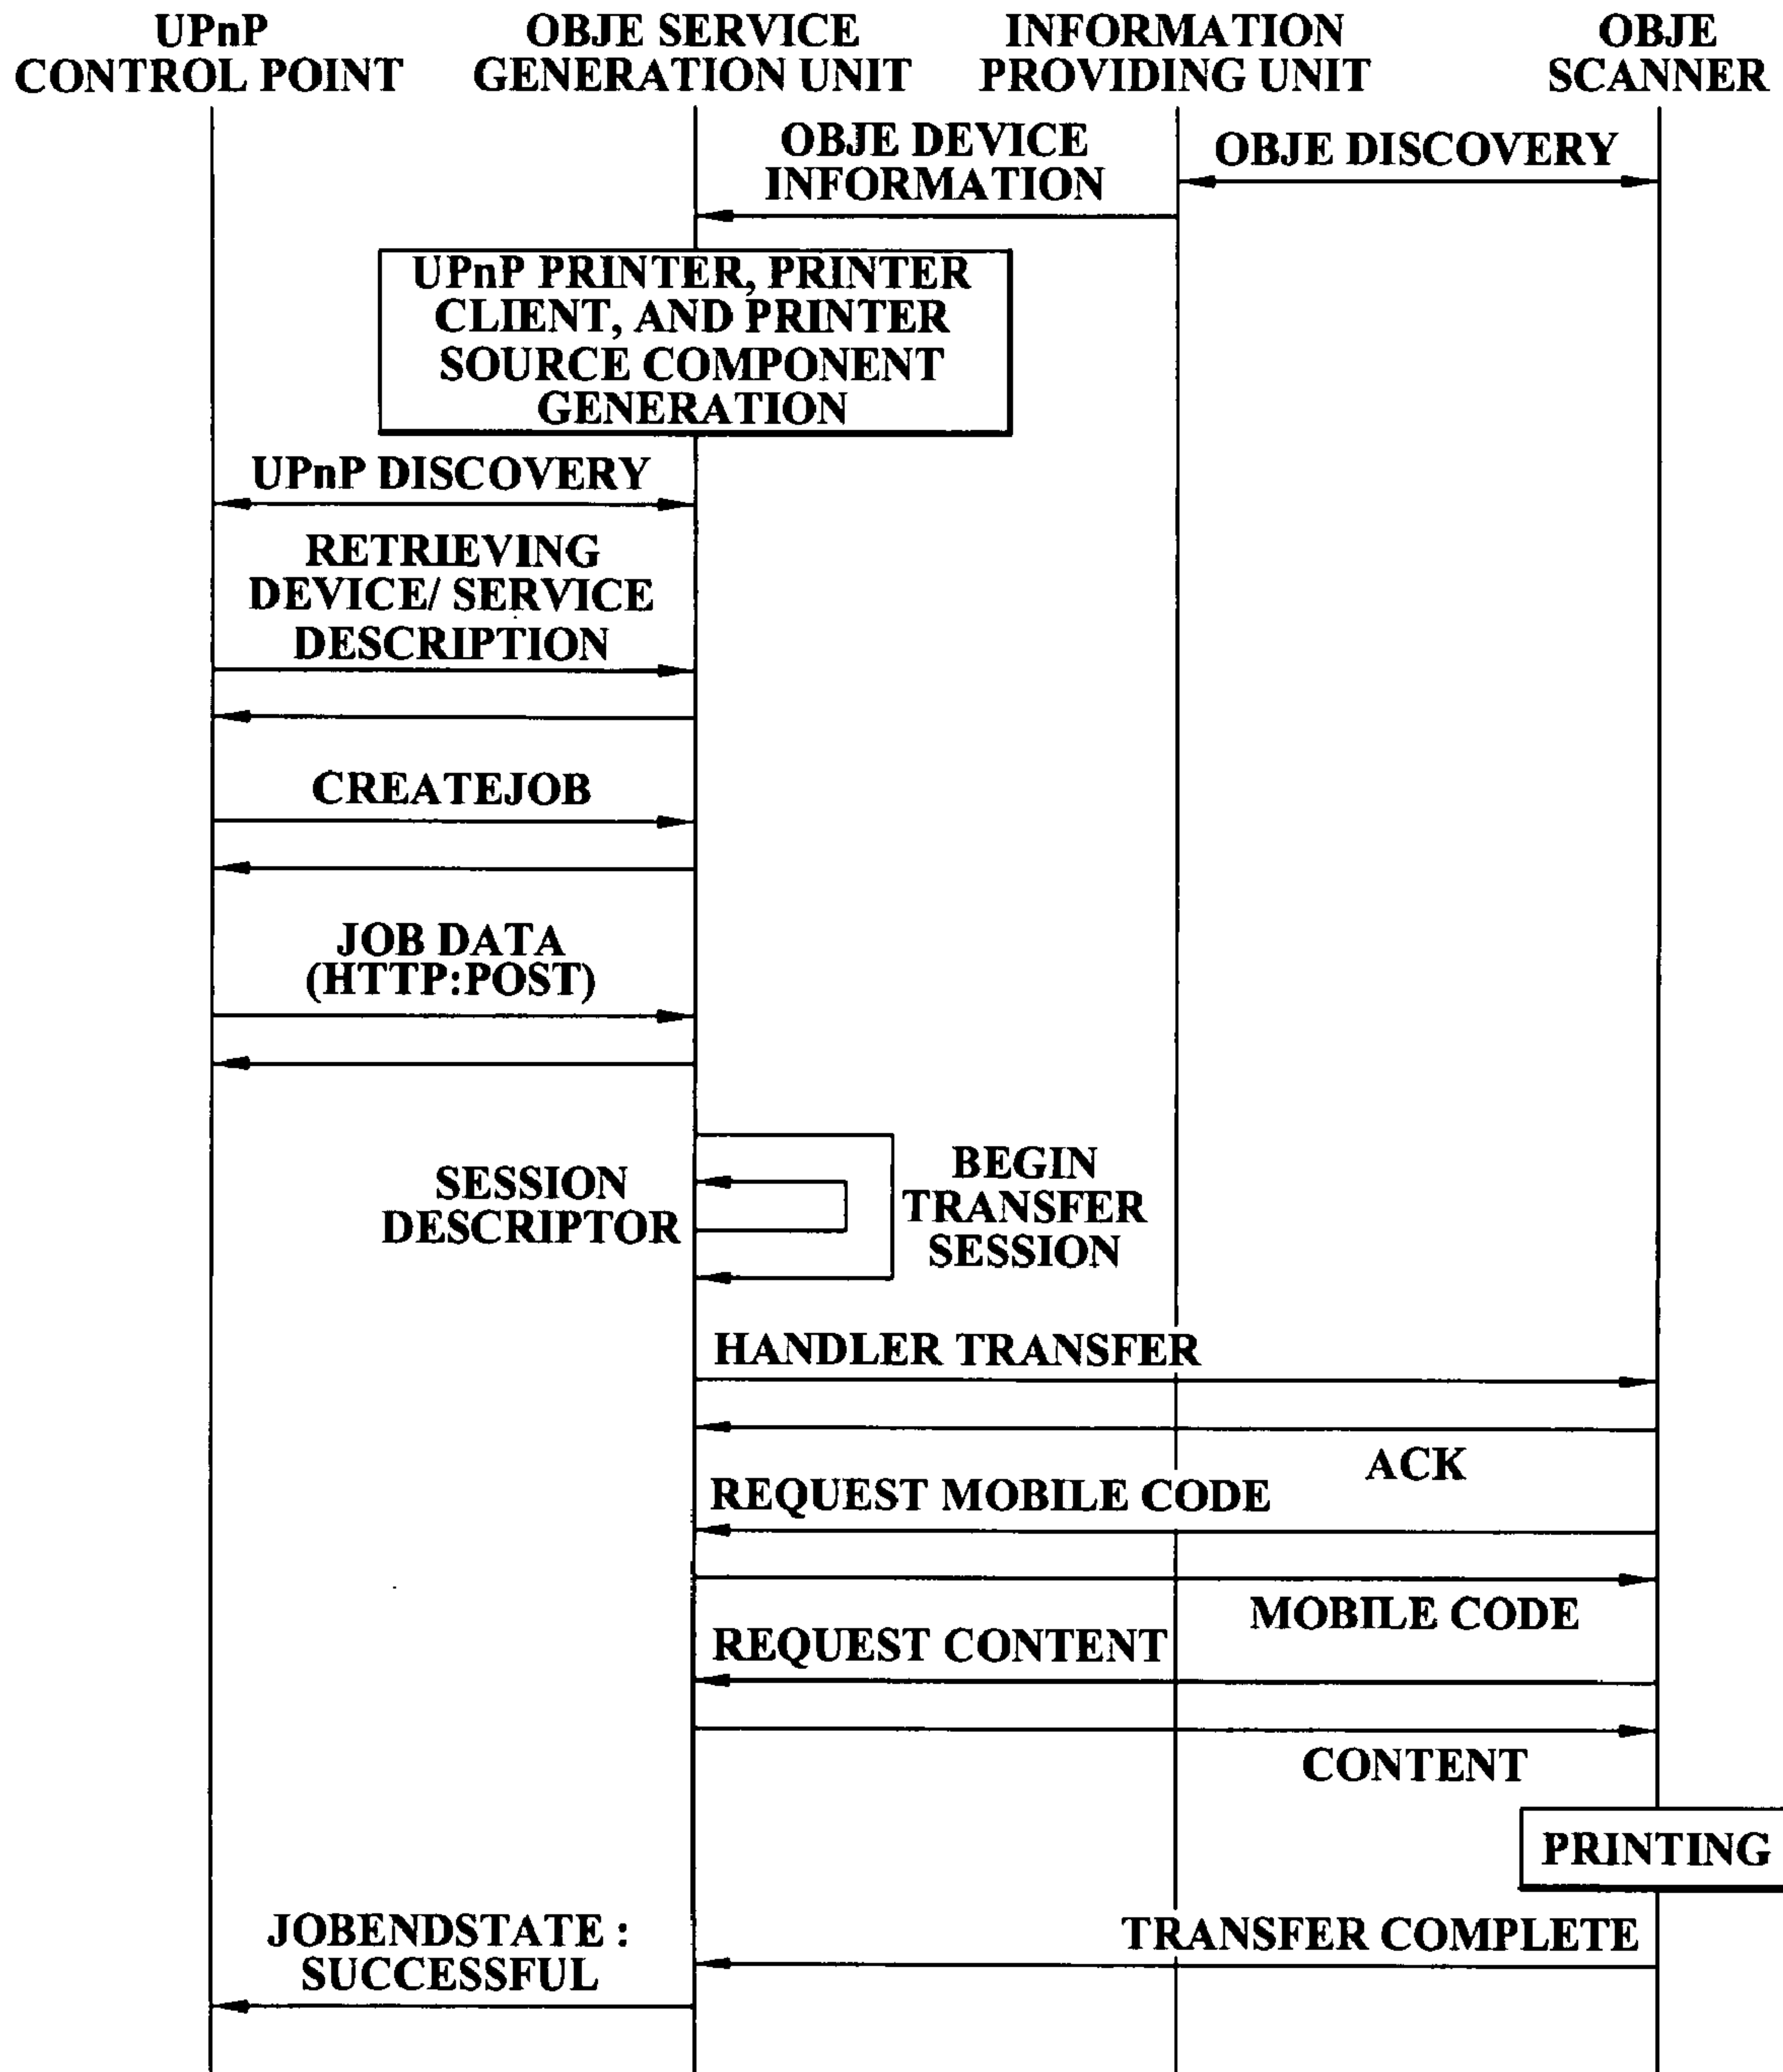 UPnP
CONTROL POINT
OBJE SERVICE
GENERATION UNIT
INFORMATION
PROVIDING UNIT
OBJE
SCANNER
OBJE DEVICE
INFORMATION
OBJE DISCOVERY
UPnP PRINTER, PRINTER
CLIENT, AND PRINTER
SOURCE COMPONENT
GENERATION
UPnP DISCOVERY
RETRIEVING
DEVICE/ SERVICE
DESCRIPTION
CREATEJOB
JOB DATA
(HTTP:POST)
SESSION
DESCRIPTOR
BEGIN
TRANSFER
SESSION
HANDLER TRANSFER
ACK
REQUEST MOBILE CODE
MOBILE CODE
REQUEST CONTENT
CONTENT
PRINTING
JOBENDSTATE :
SUCCESSFUL
TRANSFER COMPLETE